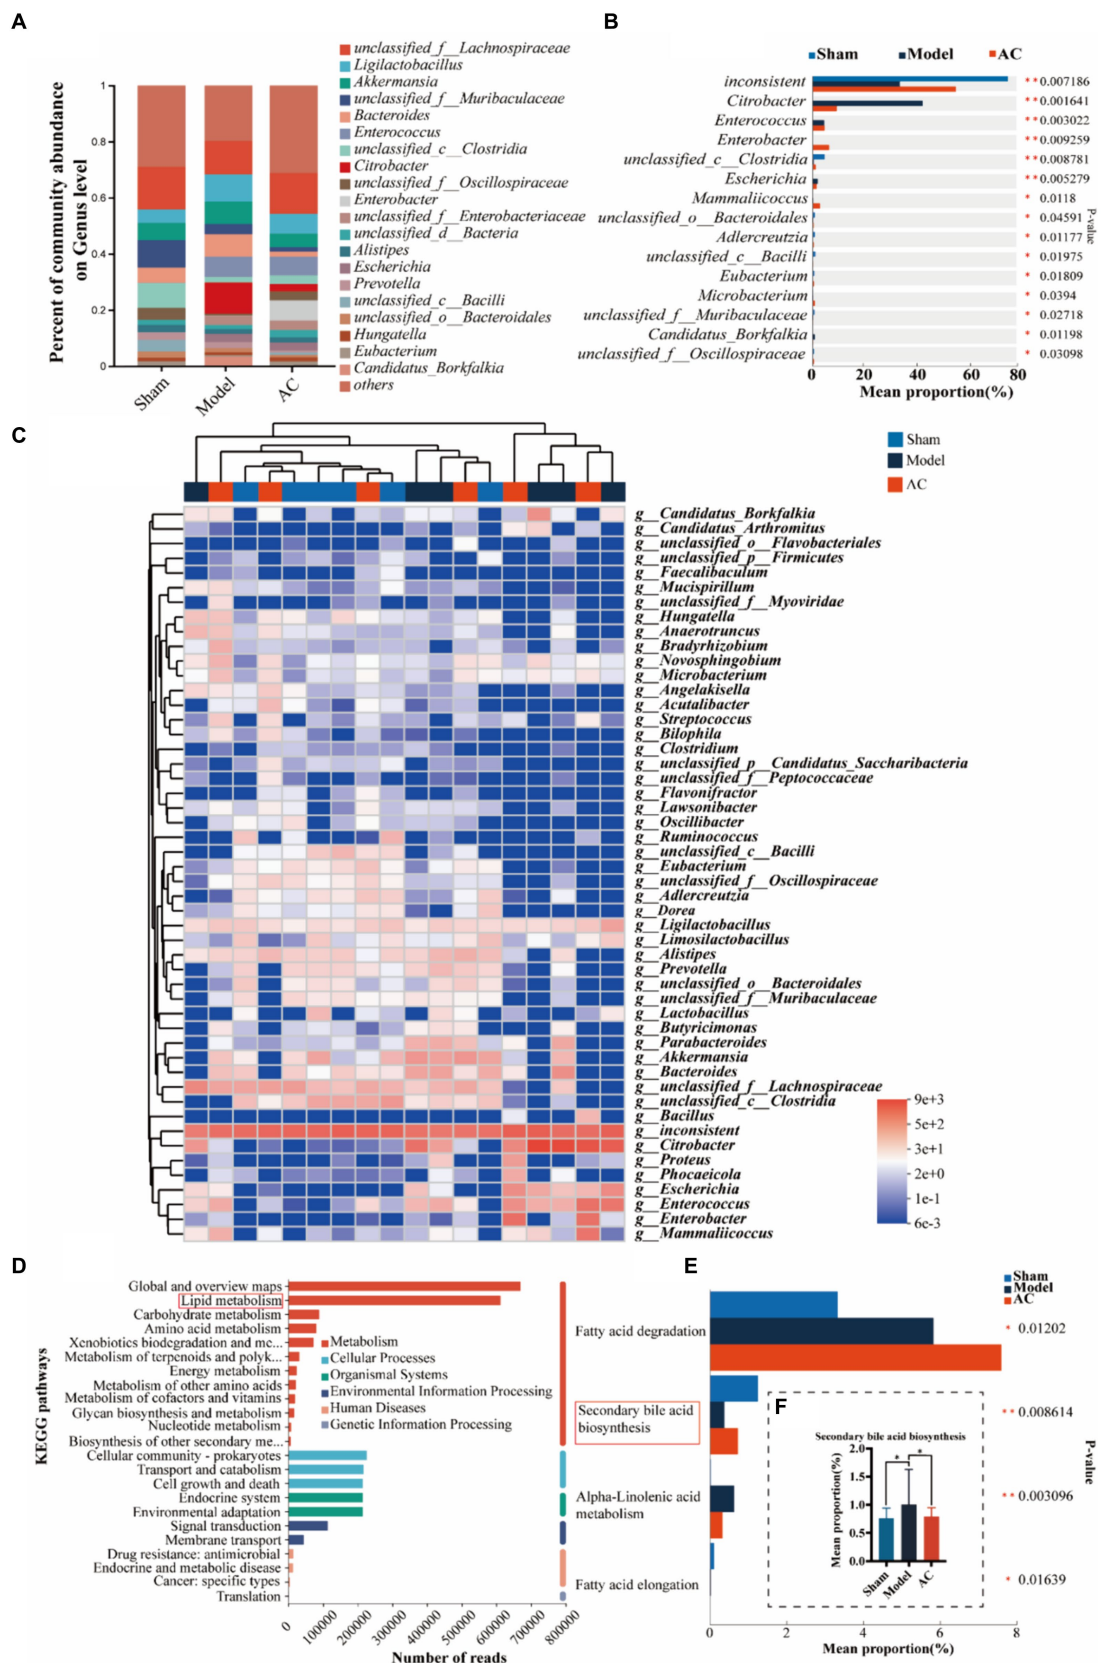 A
Percent of community abundance
on Genus level
1
0.8
0.6
0.4
0.2
0
Sham
Model
AC
unclassified_f__Lachnospiraceae
Ligilactobacillus
Akkermansia
unclassified_f__Muribaculaceae
Bacteroides
Enterococcus
unclassified_c__Clostridia
Citrobacter
unclassified_f__Oscillospiraceae
Enterobacter
unclassified_f__Enterobacteriaceae
unclassified_d__Bacteria
Alistipes
Escherichia
Prevotella
unclassified_c__Bacilli
unclassified_o__Bacteroidales
Hungatella
Eubacterium
Candidatus_Borkfalkia
others
B
Sham Model AC
inconsistent **0.007186
Citrobacter **0.001641
Enterococcus **0.003022
Enterobacter **0.009259
unclassified_c__Clostridia **0.008781
Escherichia **0.005279
Mammaliicoccus * 0.0118
unclassified_o__Bacteroidales * 0.04591
Adlercreutzia * 0.01177
unclassified_c__Bacilli * 0.01975
Eubacterium * 0.01809
Microbacterium * 0.0394
unclassified_f__Muribaculaceae * 0.02718
Candidatus_Borkfalkia * 0.01198
unclassified_f__Oscillospiraceae * 0.03098
P-value
0 20 40 60 80
Mean proportion(%)
C
Sham
Model
AC
g__Candidatus_Borkfalkia
g__Candidatus_Arthromitus
g__unclassified_o__Flavobacteriales
g__unclassified_p__Firmicutes
g__Faecalibaculum
g__Mucispirillum
g__unclassified_f__Myoviridae
g__Hungatella
g__Anaerotruncus
g__Bradyrhizobium
g__Novosphingobium
g__Microbacterium
g__Angelakisella
g__Acutalibacter
g__Streptococcus
g__Bilophila
g__Clostridium
g__unclassified_p__Candidatus_Saccharibacteria
g__unclassified_f__Peptococcaceae
g__Flavonifractor
g__Lawsonibacter
g__Oscillibacter
g__Ruminococcus
g__unclassified_c__Bacilli
g__Eubacterium
g__unclassified_f__Oscillospiraceae
g__Adlercreutzia
g__Dorea
g__Ligilactobacillus
g__Limosilactobacillus
g__Alistipes
g__Prevotella
g__unclassified_o__Bacteroidales
g__unclassified_f__Muribaculaceae
g__Lactobacillus
g__Butyricimonas
g__Parabacteroides
g__Akkermansia
g__Bacteroides
g__unclassified_f__Lachnospiraceae
g__unclassified_c__Clostridia
g__Bacillus
g__inconsistent
g__Citrobacter
g__Proteus
g__Phocaeicola
g__Escherichia
g__Enterococcus
g__Enterobacter
g__Mammaliicoccus
9e+3
5e+2
3e+1
2e+0
1e-1
6e-3
D
KEGG pathways
Global and overview maps
Lipid metabolism
Carbohydrate metabolism
Amino acid metabolism
Xenobiotics biodegradation and me...
Metabolism of terpenoids and polyk...
Energy metabolism
Metabolism of other amino acids
Metabolism of cofactors and vitamins
Glycan biosynthesis and metabolism
Nucleotide metabolism
Biosynthesis of other secondary me...
Cellular community - prokaryotes
Transport and catabolism
Cell growth and death
Endocrine system
Environmental adaptation
Signal transduction
Membrane transport
Drug resistance: antimicrobial
Endocrine and metabolic disease
Cancer: specific types
Translation
Metabolism
Cellular Processes
Organismal Systems
Environmental Information Processing
Human Diseases
Genetic Information Processing
0 100000 200000 300000 400000 500000 600000 700000 800000
Number of reads
E
Sham
Model
AC
Fatty acid degradation * 0.01202
Secondary bile acid
biosynthesis
**0.008614
Alpha-Linolenic acid
metabolism
**0.003096
Fatty acid elongation * 0.01639
P-value
0 2 4 6 8
Mean proportion(%)
F
Secondary bile acid biosynthesis
Mean proportion(%)
2.0
1.5
1.0
0.5
0.0
* *
Sham
Model
AC